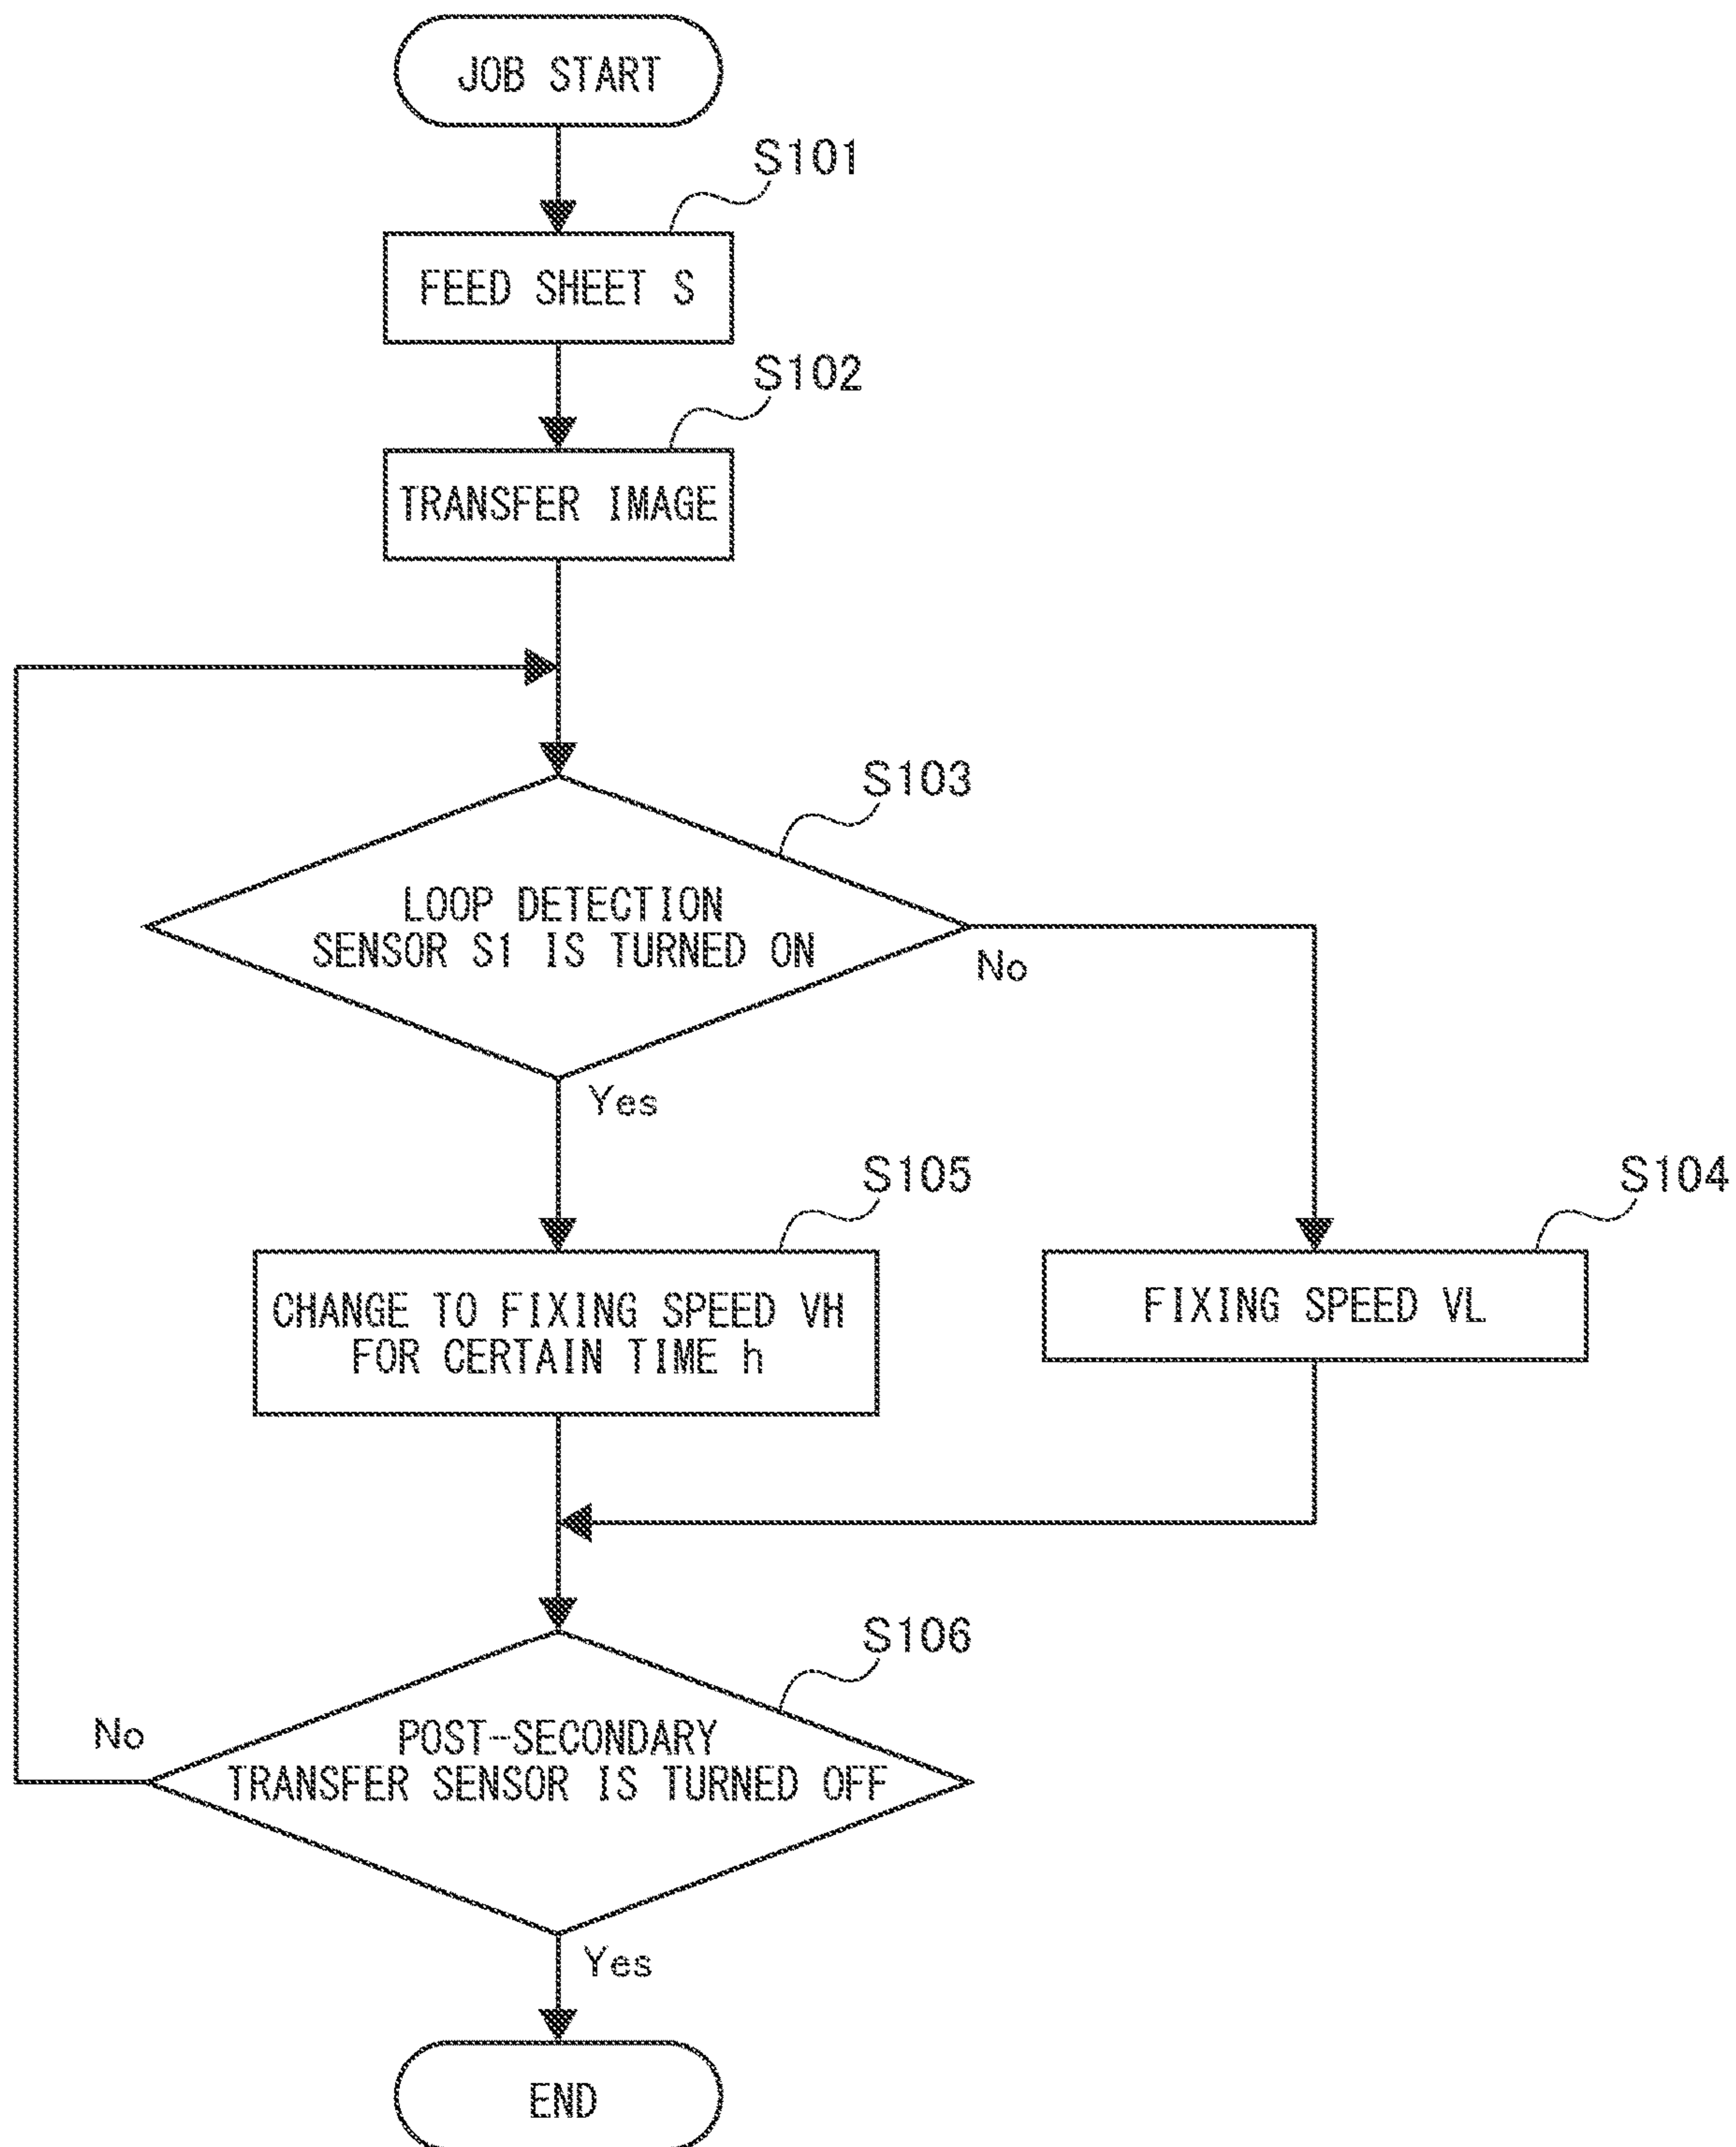 JOB START
S101
FEED SHEET S
S102
TRANSFER IMAGE
S103
LOOP DETECTION
SENSOR S1 IS TURNED ON
No
Yes
S105
S104
CHANGE TO FIXING SPEED VH
FOR CERTAIN TIME h
FIXING SPEED VL
S106
No
POST-SECONDARY
TRANSFER SENSOR IS TURNED OFF
Yes
END